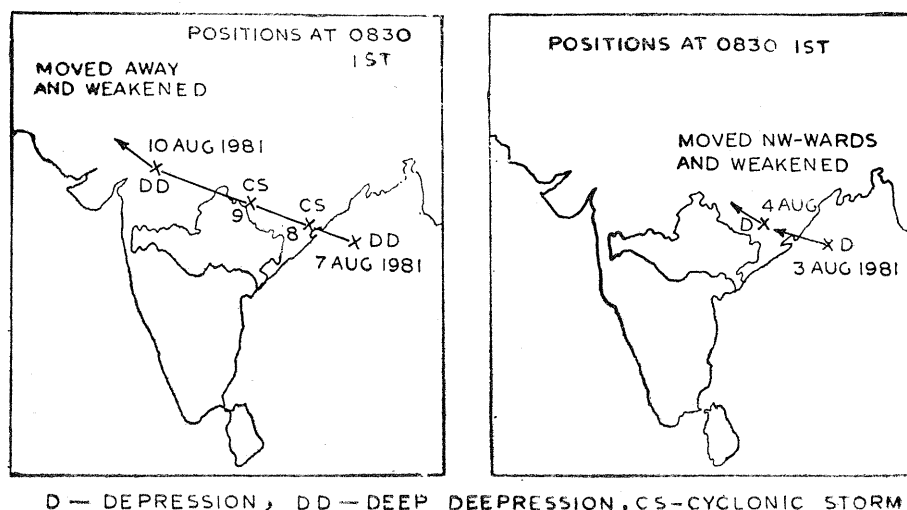 POSITIONS AT 0830
IST
MOVED AWAY
AND WEAKENED
10 AUG 1981
DD
CS
9
CS
8
DD
7 AUG 1981
POSITIONS AT 0830 IST
MOVED NW-WARDS
AND WEAKENED
4 AUG
D
D
3 AUG 1981
D — DEPRESSION, DD — DEEP DEEPRESSION. CS-CYCLONIC STORM